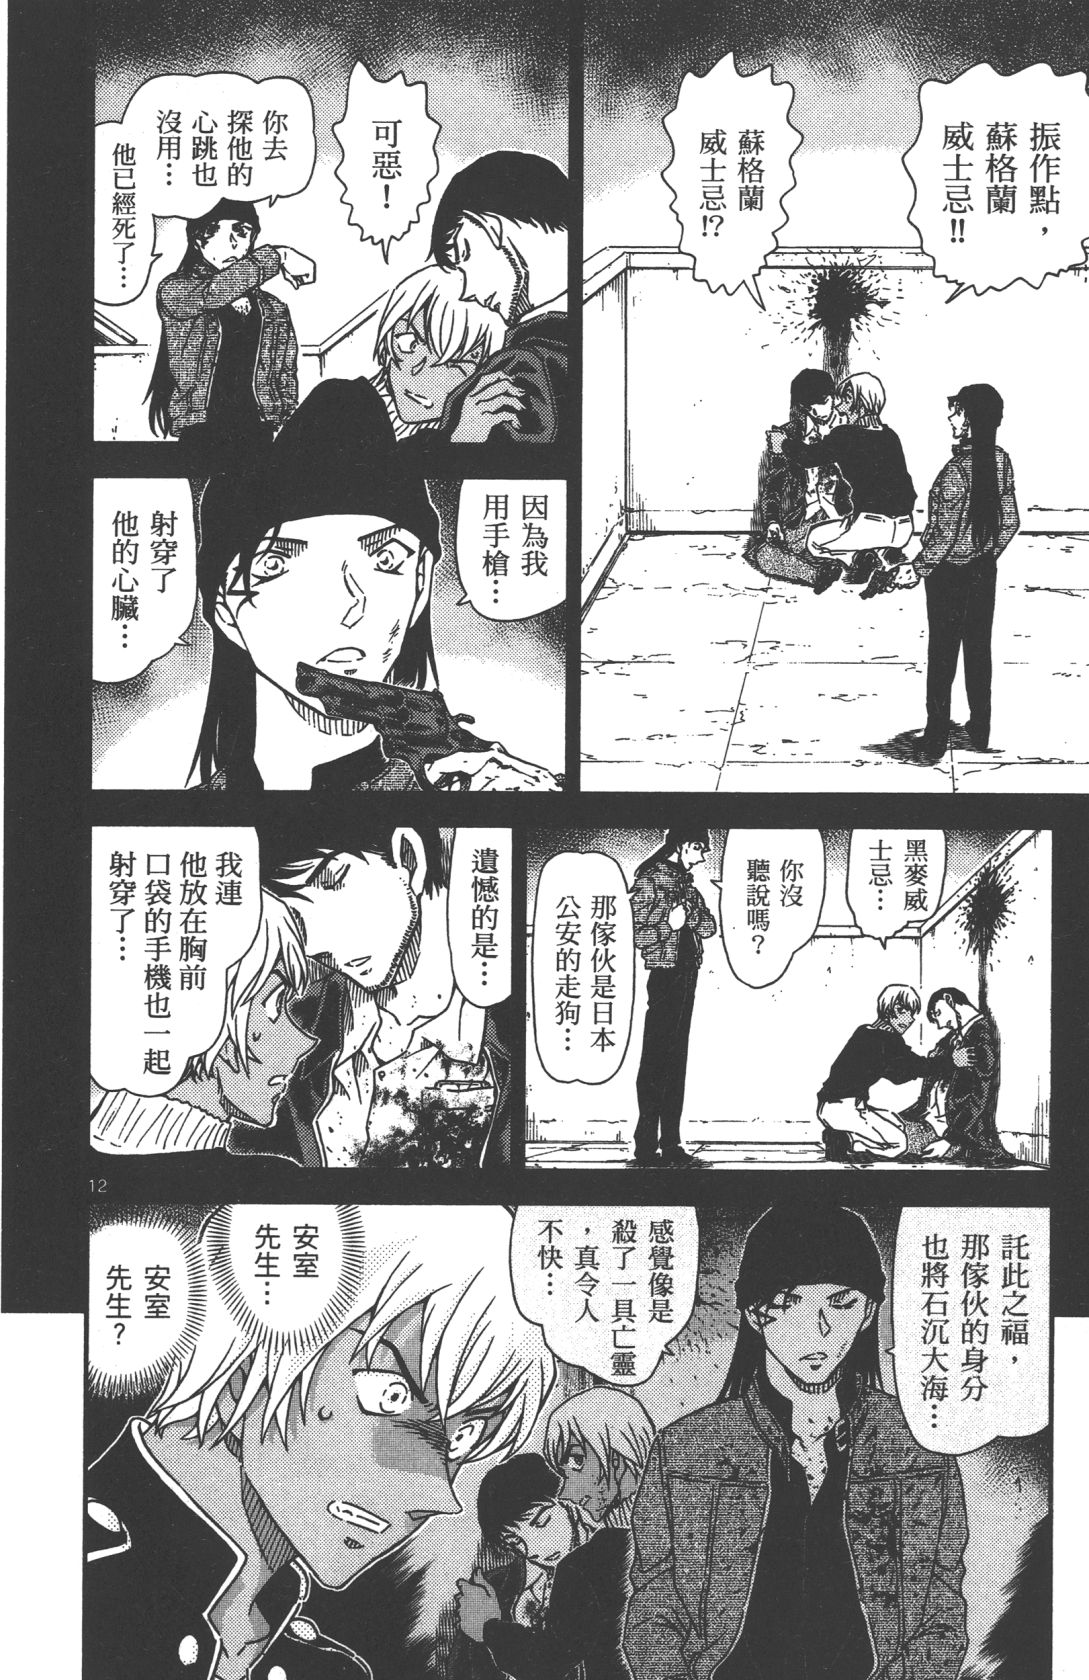 振作點，
蘇格蘭
威士忌!!
蘇格蘭
威士忌!?
可惡！
你去
探他的
心跳也
沒用…
他已經死了…
因為我
用手槍…
射穿了
他的心臟…
黑麥威
士忌…
你沒
聽說嗎？
那傢伙是日本
公安的走狗…
遺憾的是…
我連
他放在胸前
口袋的手機也一起
射穿了…
12
託此之福，
那傢伙的身分
也將石沉大海…
感覺像是
殺了一具亡靈
，真令人
不快…
安室
先生…
安室
先生？